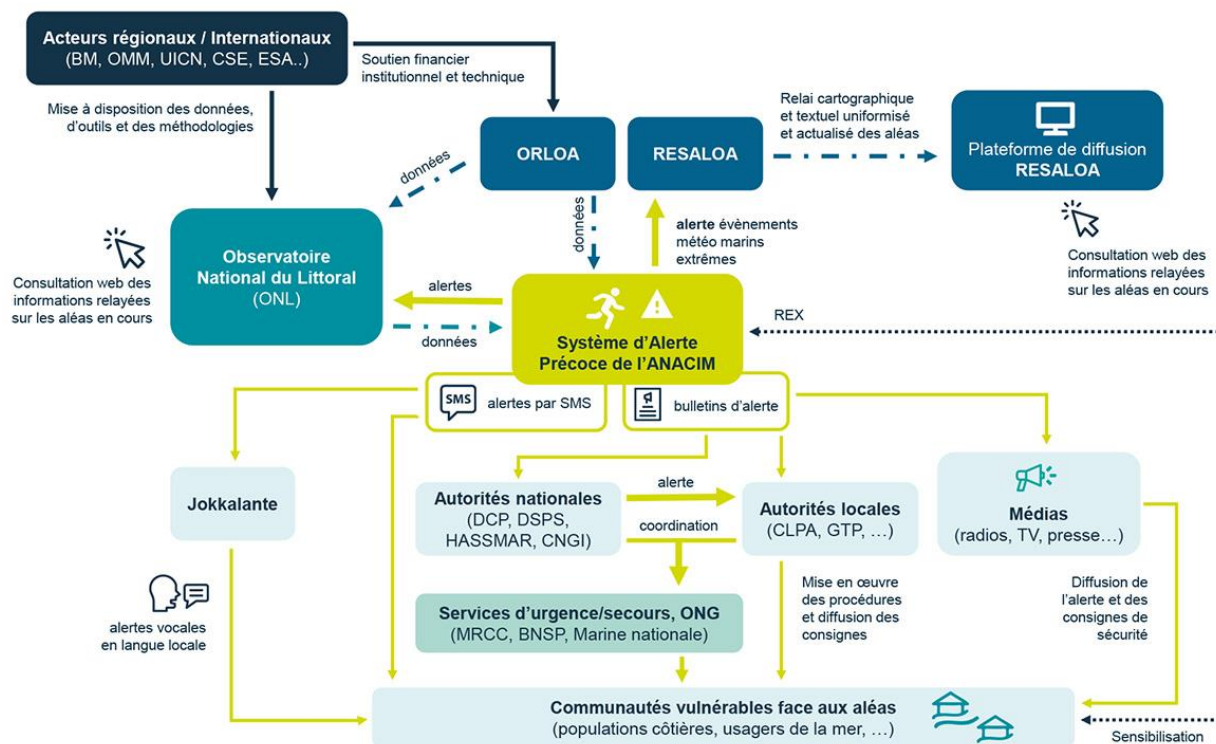 Acteurs régionaux / Internationaux
(BM, OMM, UICN, CSE, ESA..)
Soutien financier
institutionnel et technique
Mise à disposition des données,
d'outils et des méthodologies
données
ORLOA
RESALOA
Relai cartographique
et textuel uniformisé
et actualisé des aléas
Plateforme de diffusion
RESALOA
données
alerte évènements
météo marins
extrêmes
Observatoire
National du Littoral
(ONL)
Consultation web des
informations relayées
sur les aléas en cours
Consultation web des
informations relayées
sur les aléas en cours
alertes
données
Système d'Alerte
Précoce de l'ANACIM
REX
SMS
alertes par SMS
bulletins d'alerte
Jokkalante
Autorités nationales
(DCP, DSPS,
HASSMAR, CNGI)
alerte
coordination
Autorités locales
(CLPA, GTP, …)
Médias
(radios, TV, presse…)
alertes vocales
en langue locale
Services d'urgence/secours, ONG
(MRCC, BNSP, Marine nationale)
Mise en œuvre
des procédures
et diffusion des
consignes
Diffusion de
l'alerte et des
consignes de
sécurité
Communautés vulnérables face aux aléas
(populations côtières, usagers de la mer, …)
Sensibilisation